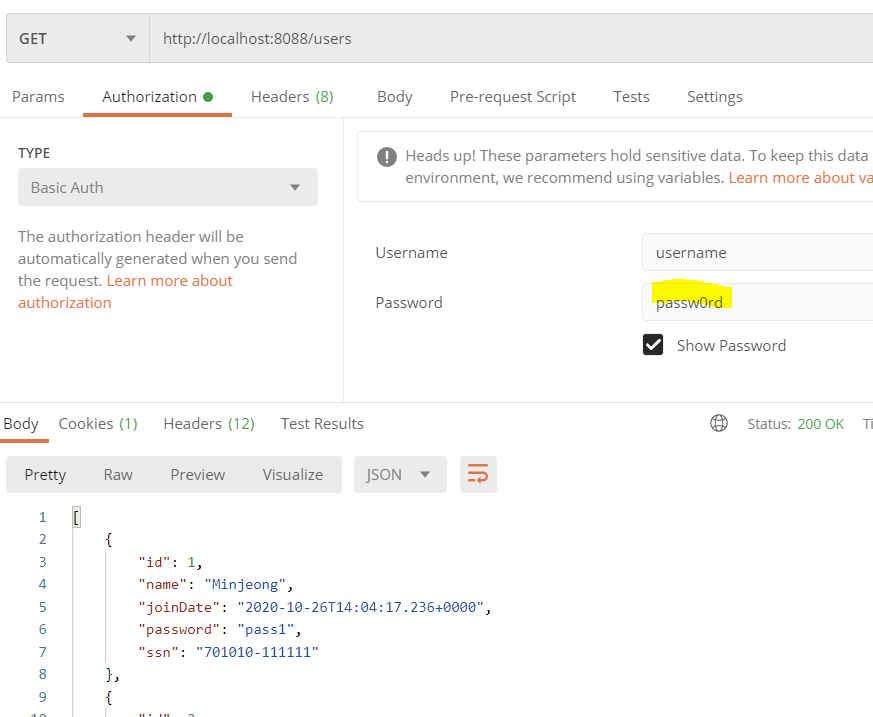 GET http://localhost:8088/users
Params Authorization Headers (8) Body Pre-request Script Tests Settings
TYPE
Basic Auth
The authorization header will be
automatically generated when you send
the request. Learn more about
authorization
Heads up! These parameters hold sensitive data. To keep this data
environment, we recommend using variables. Learn more about va
Username username
Password passw0rd
Show Password
Body Cookies (1) Headers (12) Test Results Status: 200 OK Ti
Pretty Raw Preview Visualize JSON
1 [
2 {
3 "id": 1,
4 "name": "Minjeong",
5 "joinDate": "2020-10-26T14:04:17.236+0000",
6 "password": "pass1",
7 "ssn": "701010-111111"
8 },
9 {